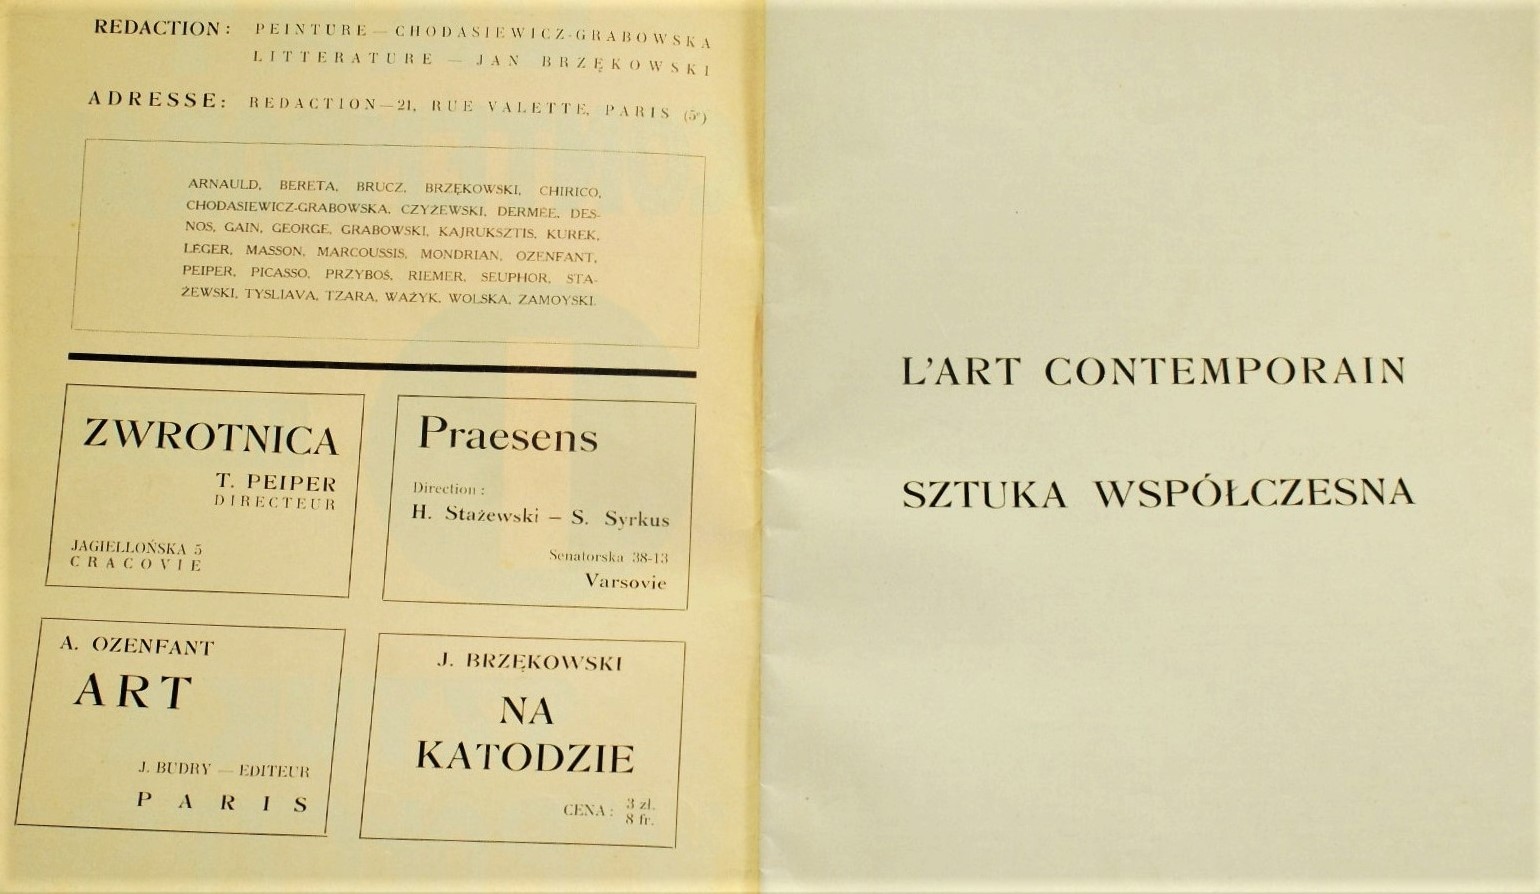 REDACTION: PEINTURE — CHODASIEWICZ-GRABOWSKA
LITTERATURE — JAN BRZĘKOWSKI
ADRESSE: REDACTION—21, RUE VALETTE, PARIS (5e)
ARNAULD, BERETA, BRUCZ, BRZĘKOWSKI, CHIRICO,
CHODASIEWICZ-GRABOWSKA, CZYŻEWSKI, DERMÉE, DES-
NOS, GAIN, GEORGE, GRABOWSKI, KAJRUKSZTIS, KUREK,
LÉGER, MASSON, MARCOUSSIS, MONDRIAN, OZENFANT,
PEIPER, PICASSO, PRZYBOŚ, RIEMER, SEUPHOR, STA-
ŻEWSKI, TYSLIAVA, TZARA, WAŻYK, WOLSKA, ZAMOYSKI.
ZWROTNICA
T. PEIPER
DIRECTEUR
JAGIELLOŃSKA 5
CRACOVIE
Praesens
Direction :
H. Stażewski — S. Syrkus
Senatorska 38-13
Varsovie
A. OZENFANT
ART
J. BUDRY — EDITEUR
PARIS
J. BRZĘKOWSKI
NA
KATODZIE
CENA : 3 zł.
8 fr.
L'ART CONTEMPORAIN
SZTUKA WSPÓŁCZESNA